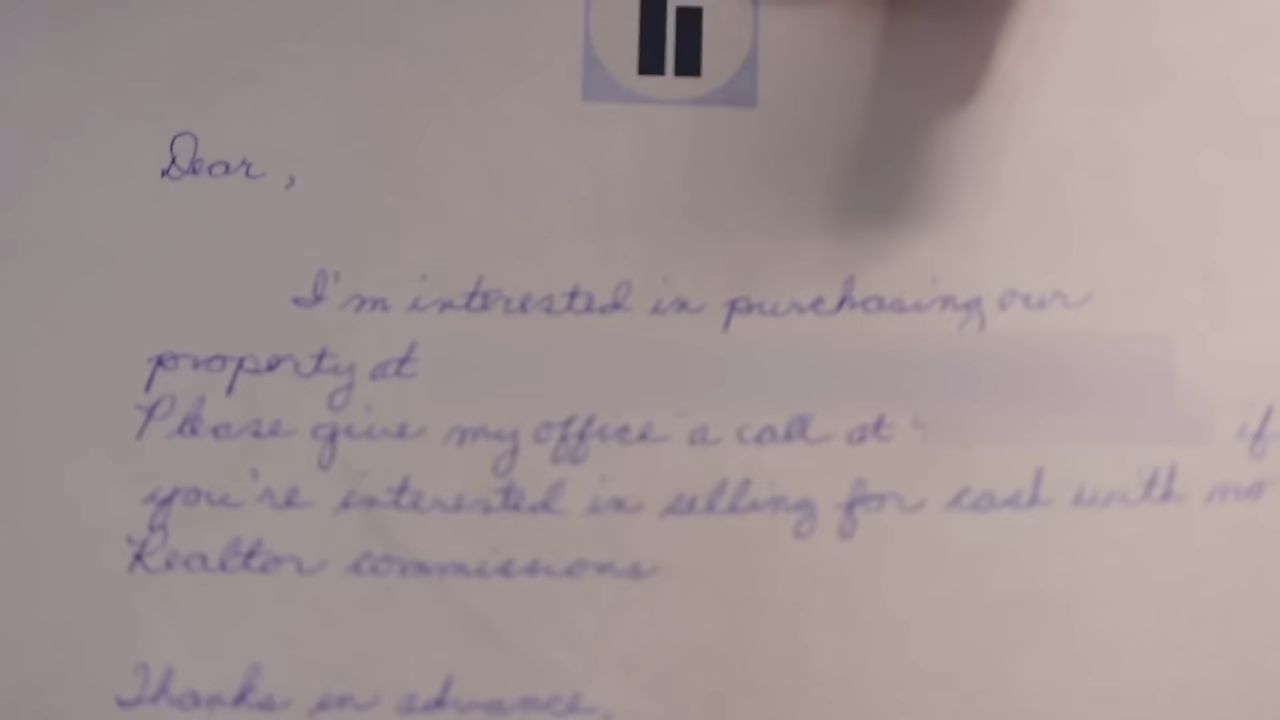 Dear,
I'm interested in purchasing our
property at
Please give my office a call at if
you're interested in selling for cash with no
Realtor commissions
Thanks in advance,